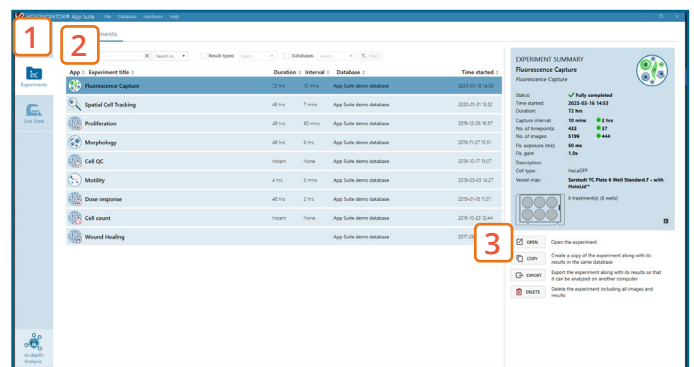 HOLOMONITOR® App Suite File Database Hardware Help
1
2
Search in...
Result types: Select...
Databases: Select...
App Experiment title Duration Interval Database Time started
Fluorescence Capture 72 hrs 10 mins App Suite demo database 2023-03-16 14:53
Spatial Cell Tracking 48 hrs 7 mins App Suite demo database 2020-01-31 15:22
Proliferation 48 hrs 60 mins App Suite demo database 2019-12-05 16:57
Morphology 48 hrs 6 hrs App Suite demo database 2019-11-27 15:51
Cell QC Instant None App Suite demo database 2019-10-17 13:07
Motility 4 hrs 5 mins App Suite demo database 2019-03-05 14:27
Dose response 48 hrs 2 hrs App Suite demo database 2019-01-15 11:07
Cell count Instant None App Suite demo database 2018-10-23 12:44
Wound Healing App Suite demo database
Experiments
Live View
In-depth
Analysis
EXPERIMENT SUMMARY
Fluorescence Capture
Fluorescence Capture
Status: Fully completed
Time started: 2023-03-16 14:53
Duration: 72 hrs
Capture interval: 10 mins 2 hrs
No. of timepoints: 433 37
No. of images: 5196 444
Fls. exposure (ms): 50 ms
Fls. gain: 1.0x
Description:
Cell type: HeLaGFP
Vessel map: Sarstedt TC Plate 6 Well Standard.F - with
HoloLid™
6 treatment(s) (6 wells)
3
OPEN Open the experiment
COPY Create a copy of the experiment along with its
results in the same database
EXPORT Export the experiment along with its results so that
it can be analyzed on another computer
DELETE Delete the experiment including all images and
results